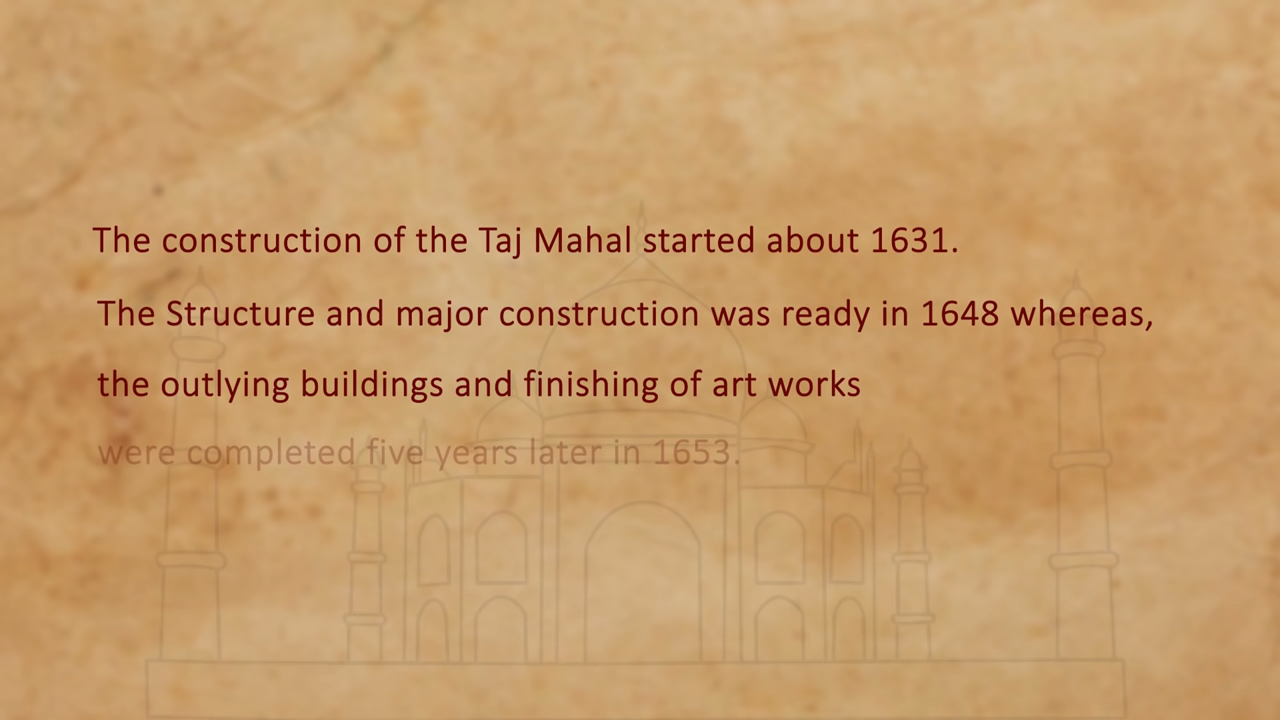 The construction of the Taj Mahal started about 1631.
The Structure and major construction was ready in 1648 whereas,
the outlying buildings and finishing of art works
were completed five years later in 1653.